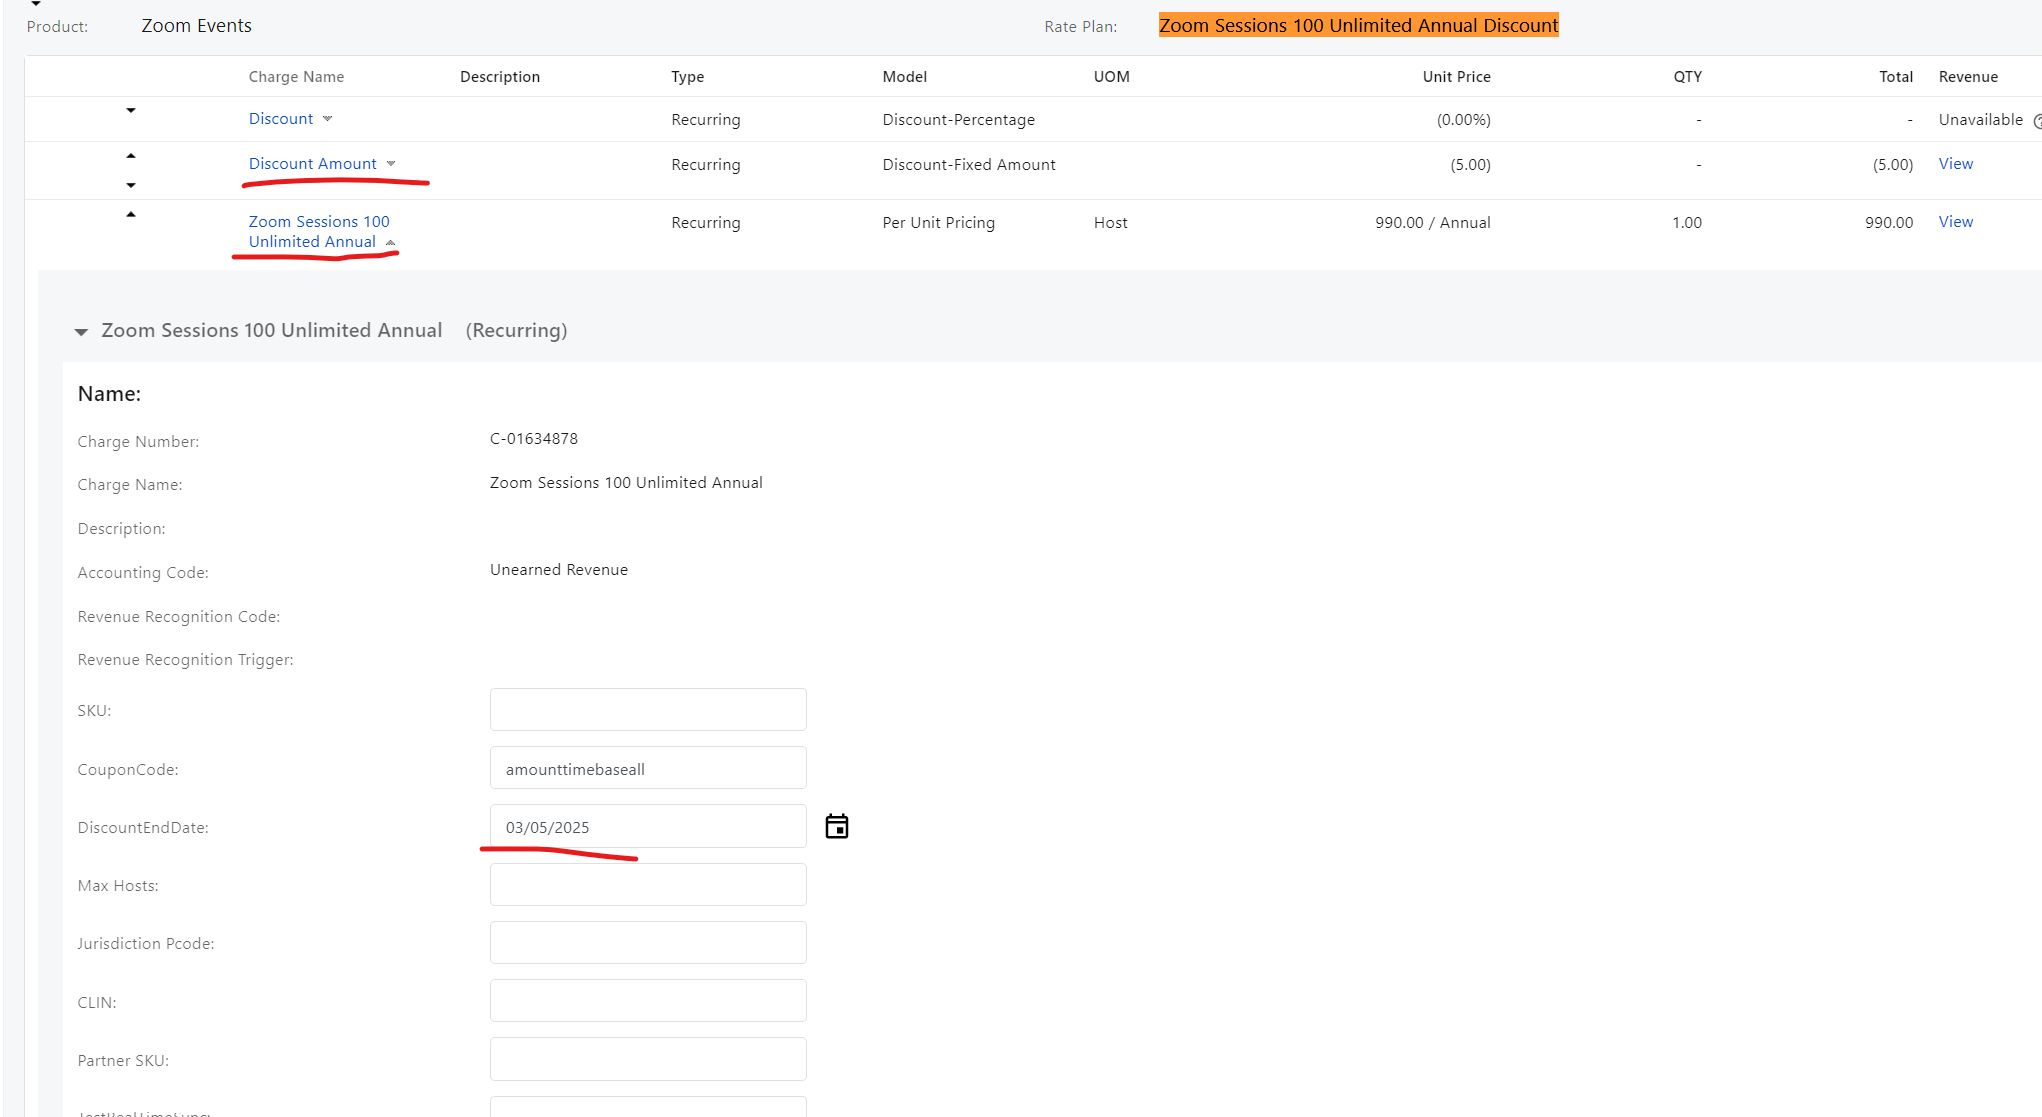 Product: Zoom Events Rate Plan: Zoom Sessions 100 Unlimited Annual Discount
Charge Name Description Type Model UOM Unit Price QTY Total Revenue
Discount Recurring Discount-Percentage (0.00%) - - Unavailable
Discount Amount Recurring Discount-Fixed Amount (5.00) - (5.00) View
Zoom Sessions 100 Recurring Per Unit Pricing Host 990.00 / Annual 1.00 990.00 View
Unlimited Annual
Zoom Sessions 100 Unlimited Annual (Recurring)
Name:
Charge Number: C-01634878
Charge Name: Zoom Sessions 100 Unlimited Annual
Description:
Accounting Code: Unearned Revenue
Revenue Recognition Code:
Revenue Recognition Trigger:
SKU:
CouponCode: amounttimebaseall
DiscountEndDate: 03/05/2025
Max Hosts:
Jurisdiction Pcode:
CLIN:
Partner SKU: